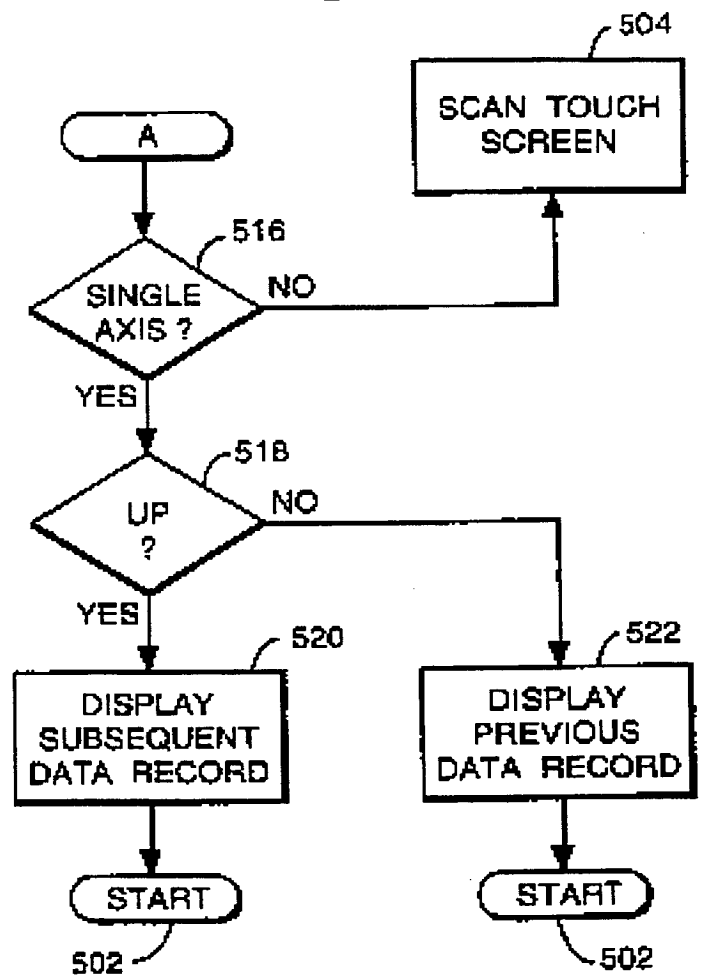 504
SCAN TOUCH
SCREEN
A
516
SINGLE
AXIS ?
NO
YES
518
UP
?
NO
YES
520
522
DISPLAY
SUBSEQUENT
DATA RECORD
DISPLAY
PREVIOUS
DATA RECORD
START
START
502
502